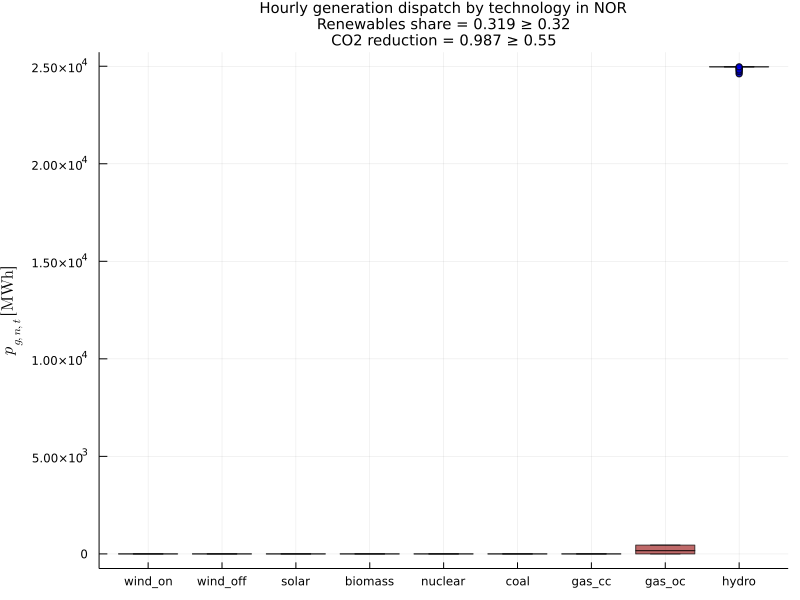 Hourly generation dispatch by technology in NOR
Renewables share = 0.319 ≥ 0.32
CO2 reduction = 0.987 ≥ 0.55
2.50×10⁴
2.00×10⁴
1.50×10⁴
1.00×10⁴
5.00×10³
0
p_{g,n,t} [MWh]
wind_on wind_off solar biomass nuclear coal gas_cc gas_oc hydro